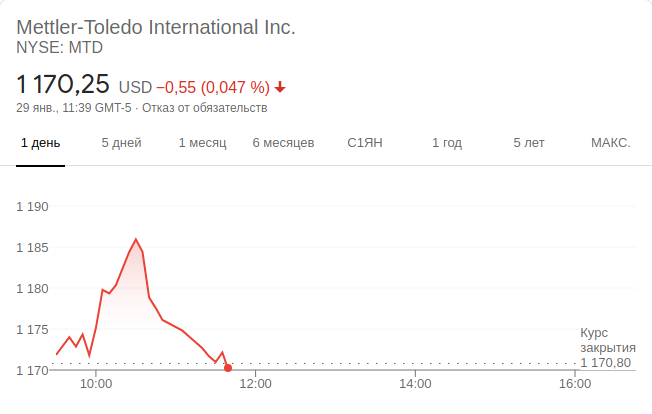 Mettler-Toledo International Inc.
NYSE: MTD
1 170,25 USD −0,55 (0,047 %)
29 янв., 11:39 GMT-5 · Отказ от обязательств
1 день 5 дней 1 месяц 6 месяцев С1ЯН 1 год 5 лет МАКС.
1 190
1 185
1 180
1 175
1 170
Курс
закрытия
1 170,80
10:00 12:00 14:00 16:00